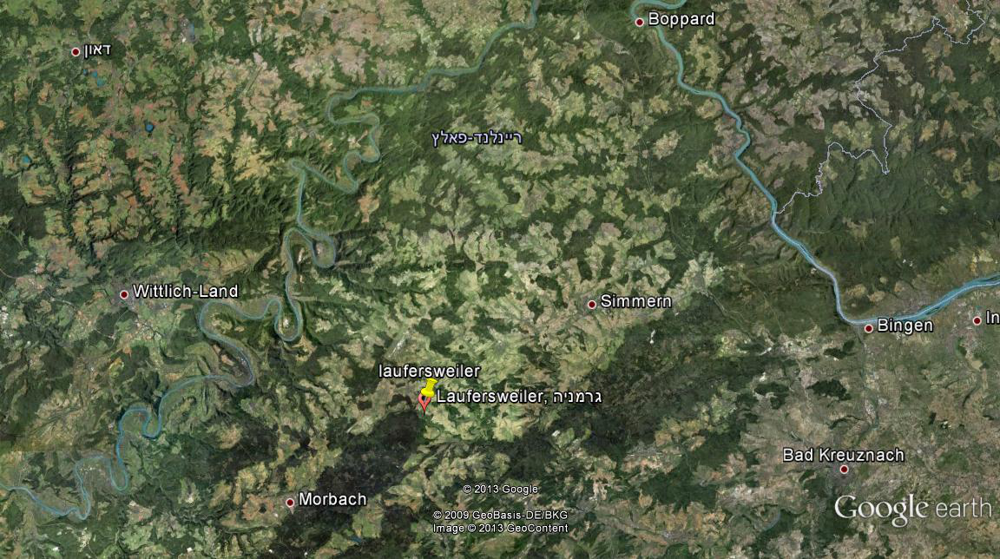 Boppard
דאון
ריינלנד-פאלץ
Wittlich-Land
Simmern
Bingen
In
laufersweiler
Laufersweiler, גרמניה
Bad Kreuznach
© 2013 Google
Morbach
© 2009 GeoBasis-DE/BKG
Image © 2013 GeoContent
Google earth